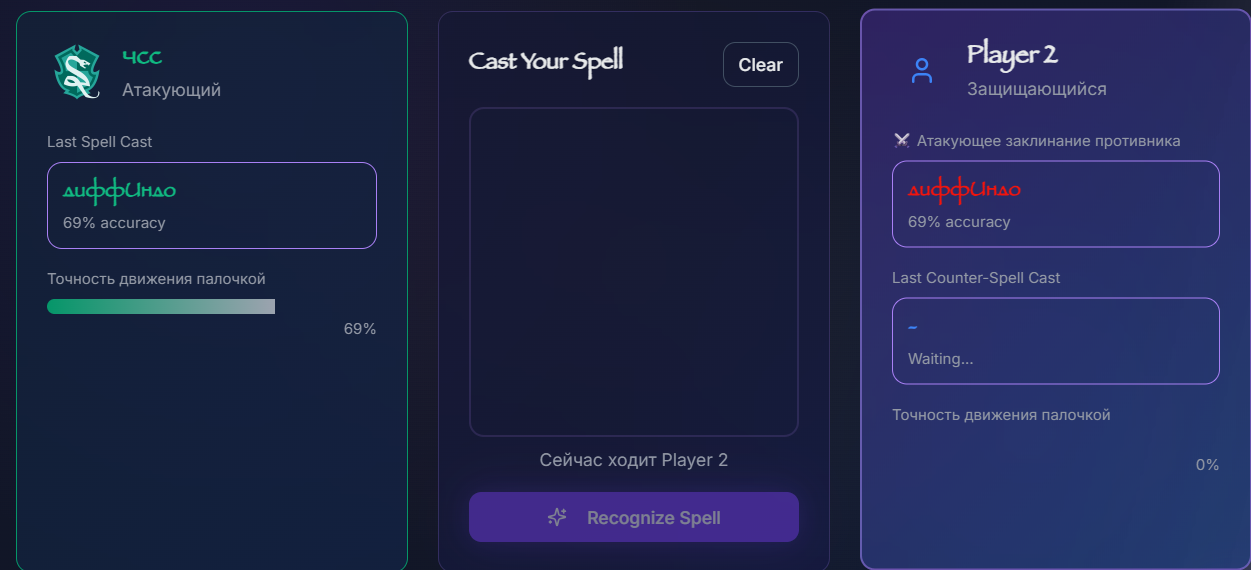 ЧСС
Атакующий
Last Spell Cast
диффИндо
69% accuracy
Точность движения палочкой
69%
Cast Your Spell
Clear
Сейчас ходит Player 2
Recognize Spell
Player 2
Защищающийся
Атакующее заклинание противника
диффИндо
69% accuracy
Last Counter-Spell Cast
-
Waiting...
Точность движения палочкой
0%